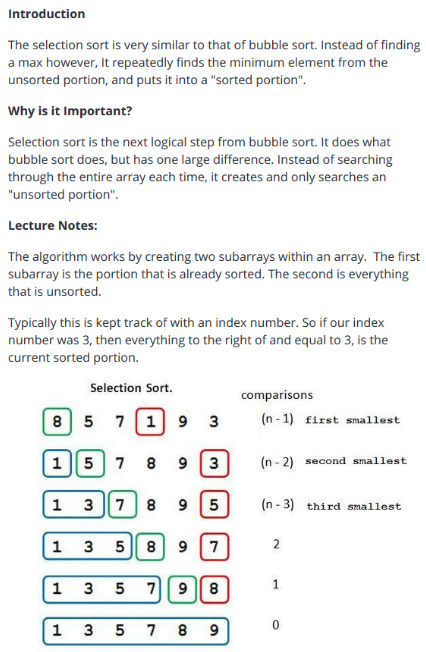 Introduction
The selection sort is very similar to that of bubble sort. Instead of finding
a max however, It repeatedly finds the minimum element from the
unsorted portion, and puts it into a "sorted portion".
Why is it Important?
Selection sort is the next logical step from bubble sort. It does what
bubble sort does, but has one large difference. Instead of searching
through the entire array each time, it creates and only searches an
"unsorted portion".
Lecture Notes:
The algorithm works by creating two subarrays within an array. The first
subarray is the portion that is already sorted. The second is everything
that is unsorted.
Typically this is kept track of with an index number. So if our index
number was 3, then everything to the right of and equal to 3, is the
current sorted portion.
Selection Sort.
comparisons
8 5 7 1 9 3 (n - 1) first smallest
1 5 7 8 9 3 (n - 2) second smallest
1 3 7 8 9 5 (n - 3) third smallest
1 3 5 8 9 7 2
1 3 5 7 9 8 1
1 3 5 7 8 9 0